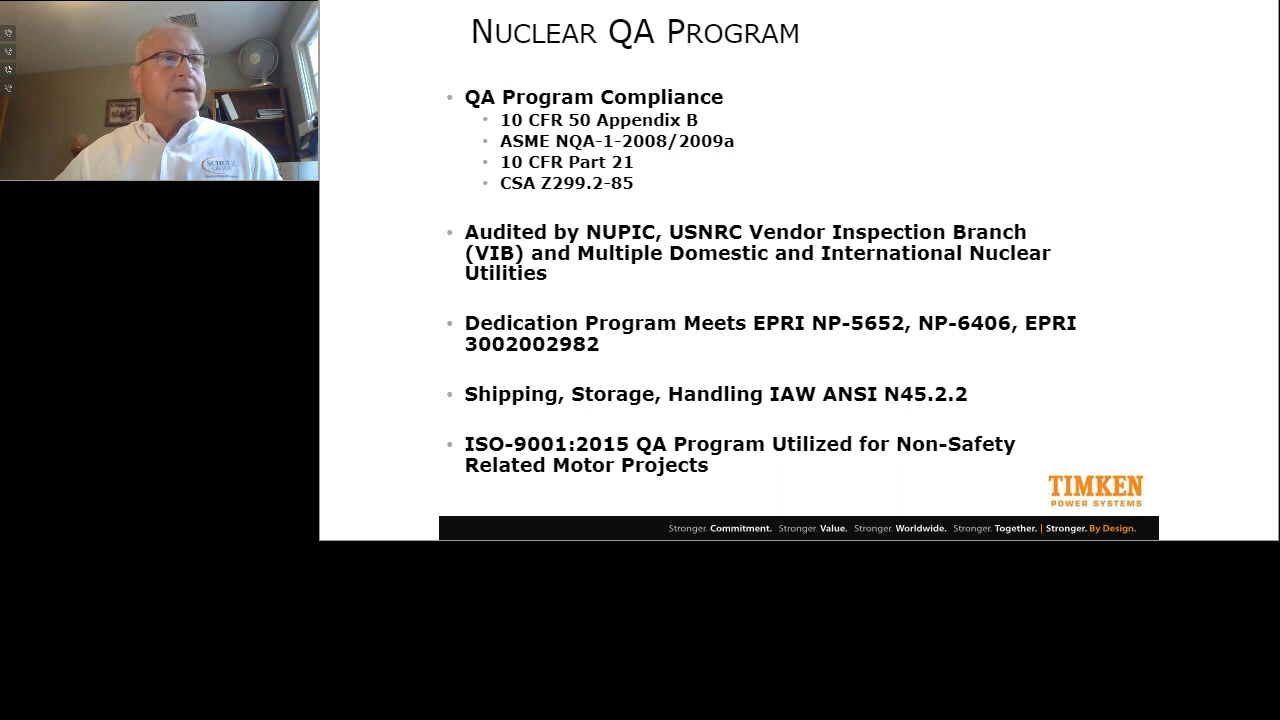 NUCLEAR QA PROGRAM
• QA Program Compliance
• 10 CFR 50 Appendix B
• ASME NQA-1-2008/2009a
• 10 CFR Part 21
• CSA Z299.2-85
• Audited by NUPIC, USNRC Vendor Inspection Branch
(VIB) and Multiple Domestic and International Nuclear
Utilities
• Dedication Program Meets EPRI NP-5652, NP-6406, EPRI
3002002982
• Shipping, Storage, Handling IAW ANSI N45.2.2
• ISO-9001:2015 QA Program Utilized for Non-Safety
Related Motor Projects
TIMKEN
POWER SYSTEMS
Stronger. Commitment. Stronger. Value. Stronger. Worldwide. Stronger. Together. | Stronger. By Design.
SCHULZ
GROUP